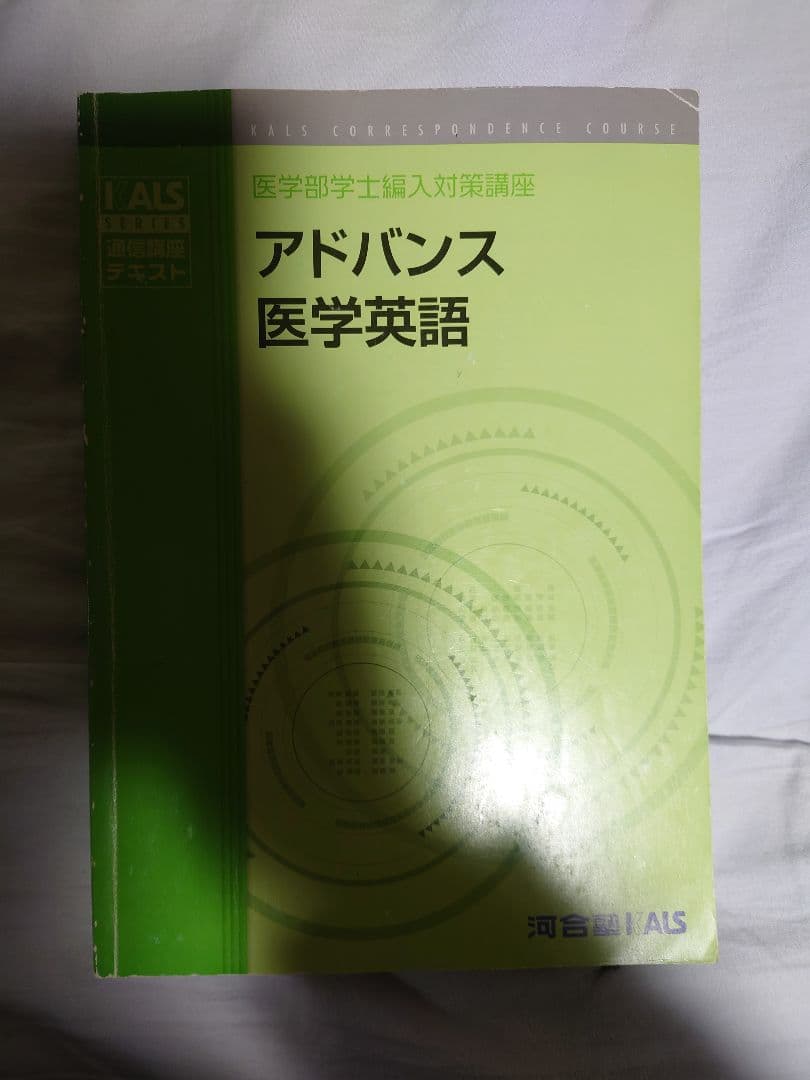 KALS CORRESPONDENCE COURSE
KALS
SERIES
通信講座
テキスト
医学部学士編入対策講座
アドバンス
医学英語
河合塾KALS